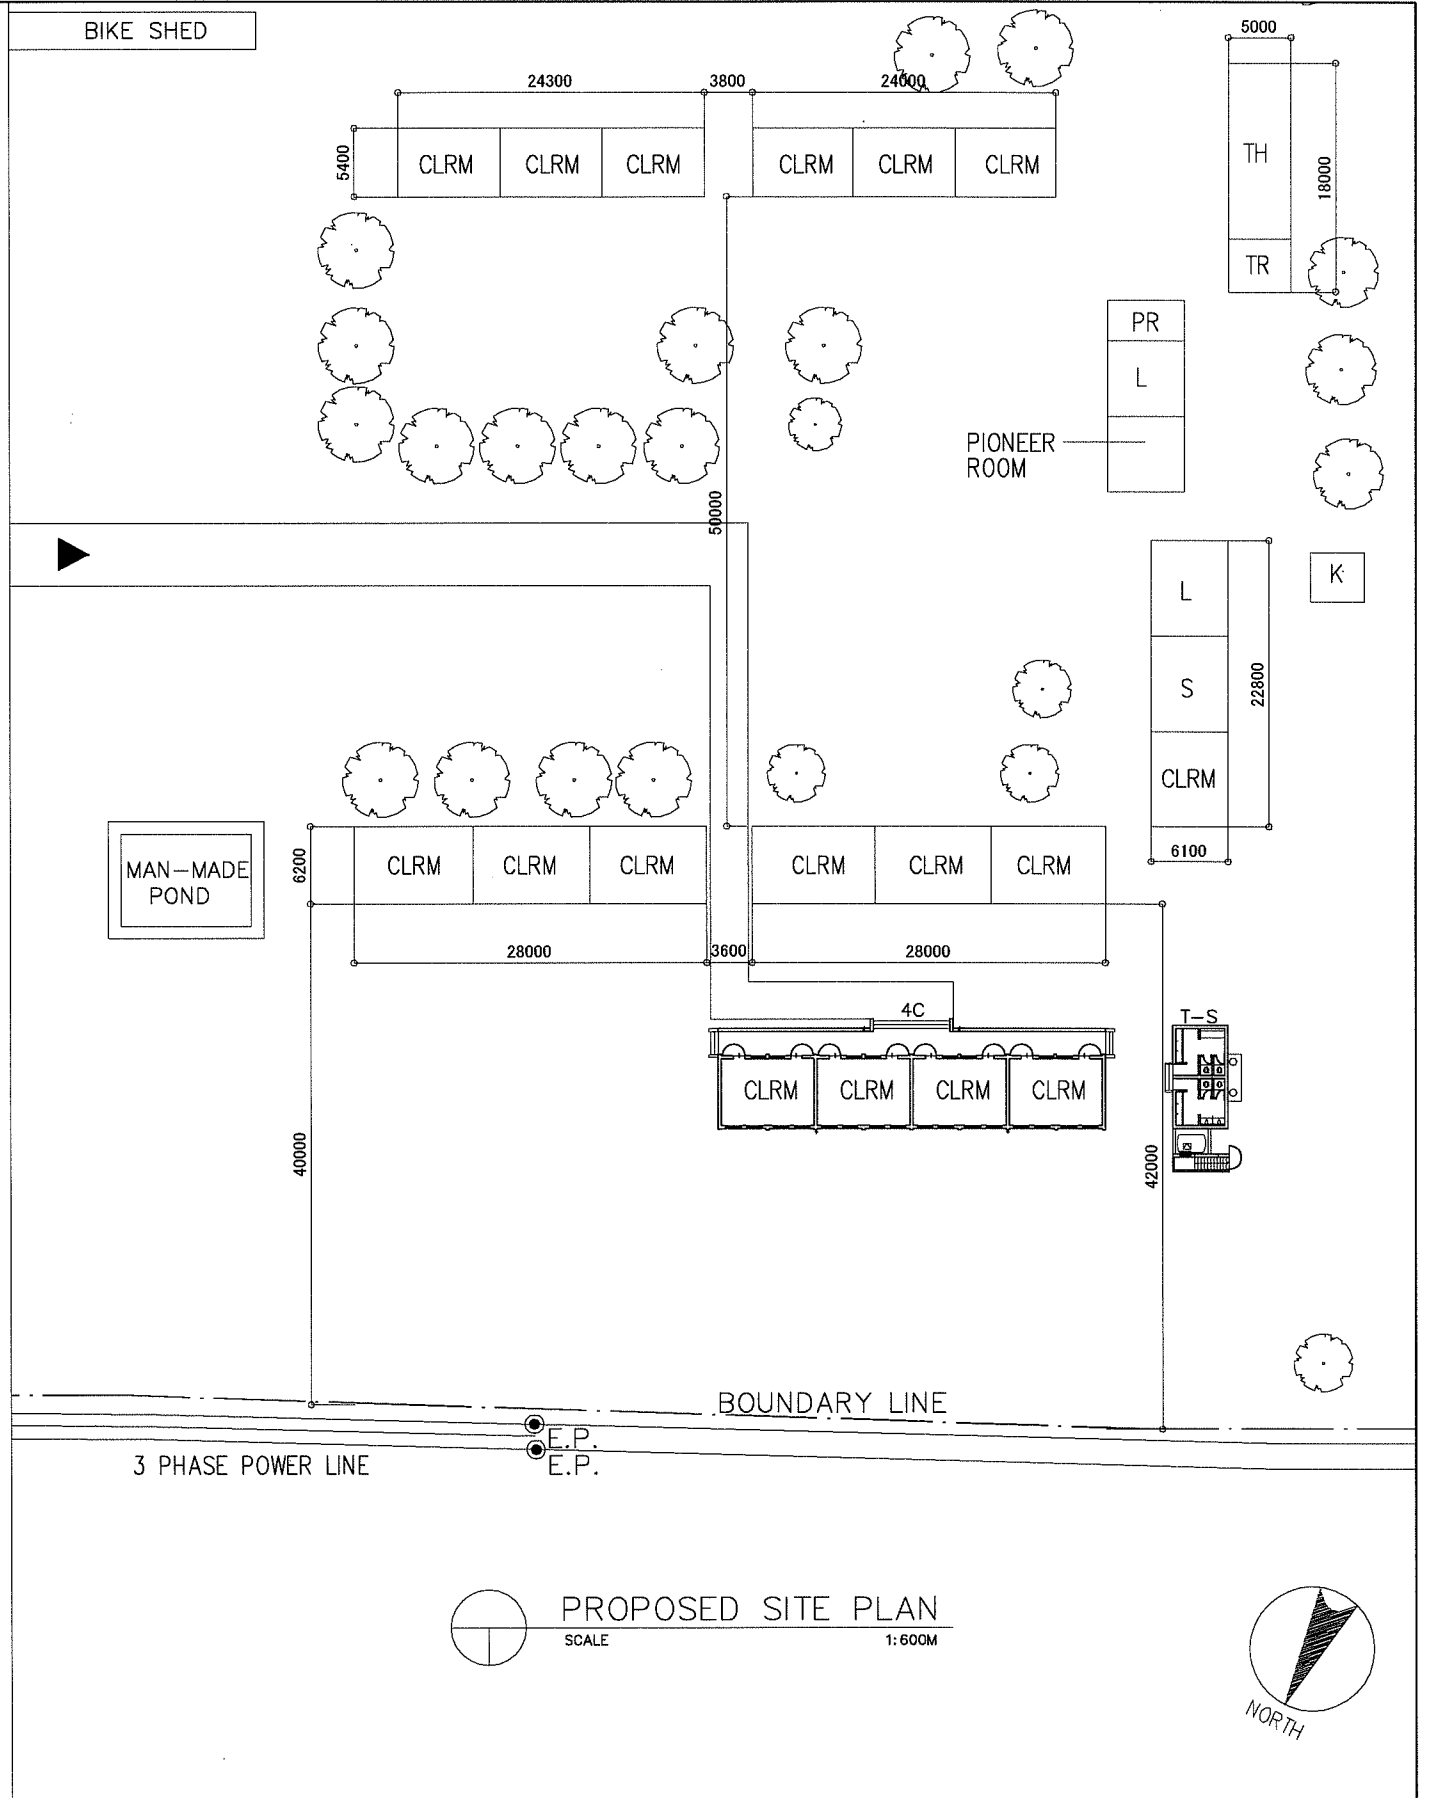 BIKE SHED
5000
24300
3800
24000
5400
CLRM
CLRM
CLRM
CLRM
CLRM
CLRM
TH
18000
TR
PR
L
PIONEER
ROOM
50000
L
K
S
22800
CLRM
6100
MAN-MADE
POND
6200
CLRM
CLRM
CLRM
CLRM
CLRM
CLRM
28000
3600
28000
4C
T-S
CLRM
CLRM
CLRM
CLRM
40000
42000
BOUNDARY LINE
E.P.
E.P.
3 PHASE POWER LINE
PROPOSED SITE PLAN
SCALE
1:600M
NORTH